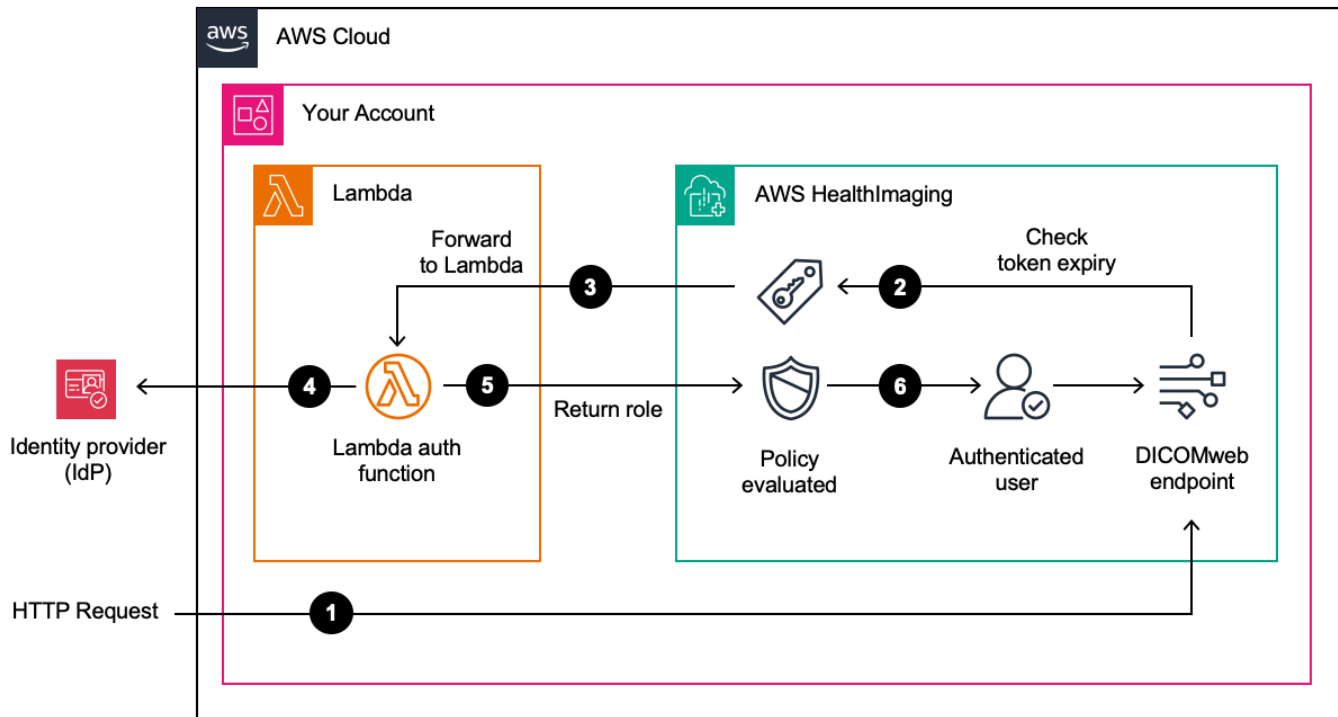 aws
AWS Cloud
Your Account
Lambda
AWS HealthImaging
Forward
to Lambda
Check
token expiry
3
2
4
5
6
Return role
Identity provider
(IdP)
Lambda auth
function
Policy
evaluated
Authenticated
user
DICOMweb
endpoint
HTTP Request
1